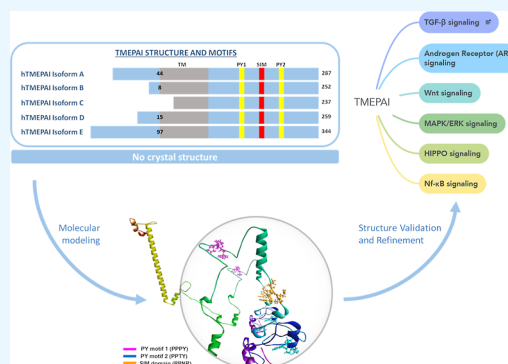 TMEPAI STRUCTURE AND MOTIFS
TM PY1 SIM PY2
hTMEPAI Isoform A 44 287
hTMEPAI Isoform B 8 252
hTMEPAI Isoform C 237
hTMEPAI Isoform D 15 259
hTMEPAI Isoform E 97 344
No crystal structure
TMEPAI
TGF-β signaling
Androgen Receptor (AR
signaling
Wnt signaling
MAPK/ERK signaling
HIPPO signaling
Nf-κB signaling
Molecular
modeling
Structure Validation
and Refinement
PY motif 1 (PPPY)
PY motif 2 (PPTY)
SIM domain (PPNR)